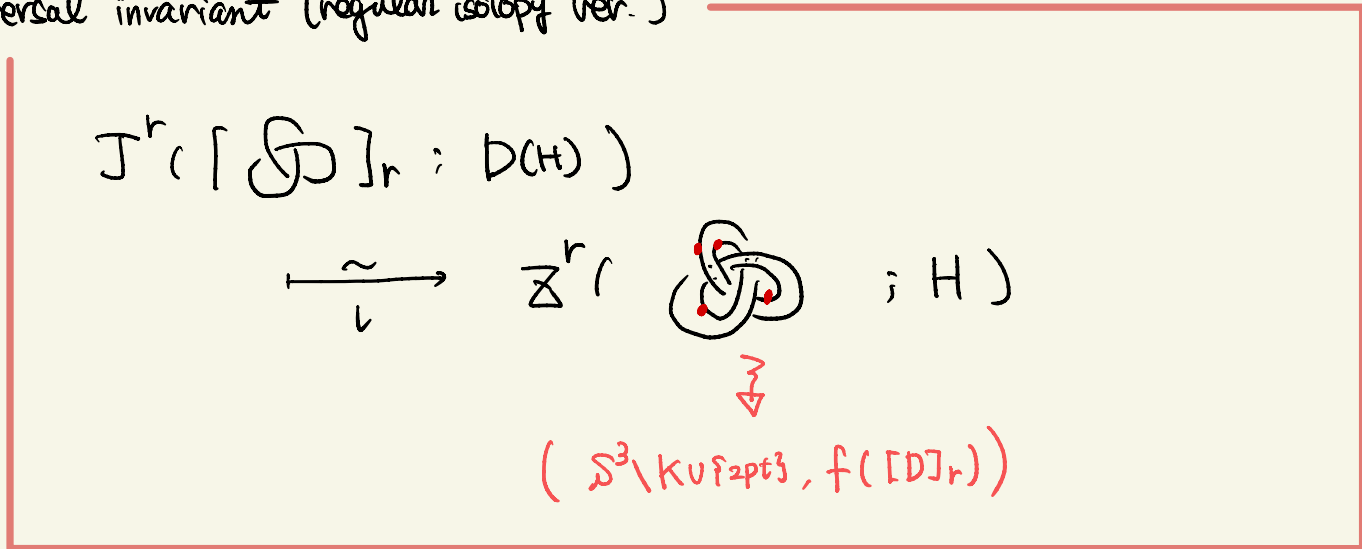 ersal invariant (regular isotopy ver.)
J^r ( [ ]_r ; D(H) )
∼ ⟼ ι Z^r ( ; H )
( S^3 \ K ∪ {2pt}, f([D]_r) )